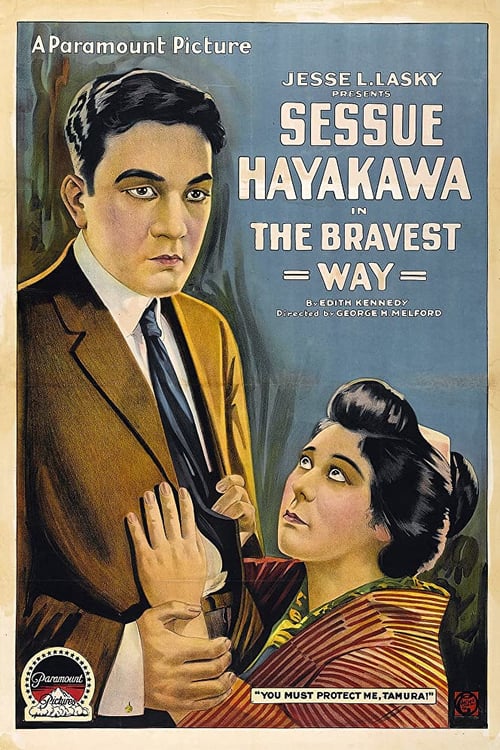 A Paramount Picture
JESSE L. LASKY
PRESENTS
SESSUE
HAYAKAWA
IN
THE BRAVEST
WAY
By EDITH KENNEDY
Directed by GEORGE H. MELFORD
"YOU MUST PROTECT ME, TAMURA!"
Paramount
Pictures